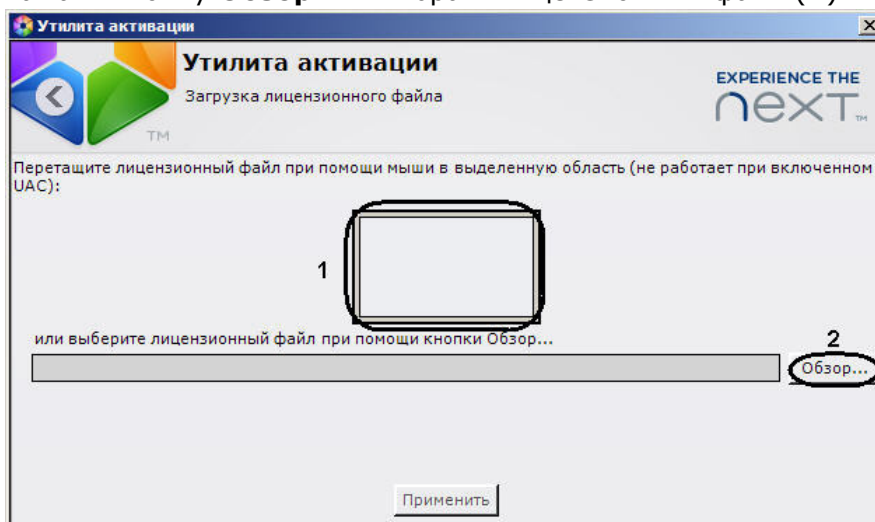 Утилита активации
Утилита активации
Загрузка лицензионного файла
EXPERIENCE THE
next™
TM
Перетащите лицензионный файл при помощи мыши в выделенную область (не работает при включенном
UAC):
1
или выберите лицензионный файл при помощи кнопки Обзор...
2
Обзор...
Применить